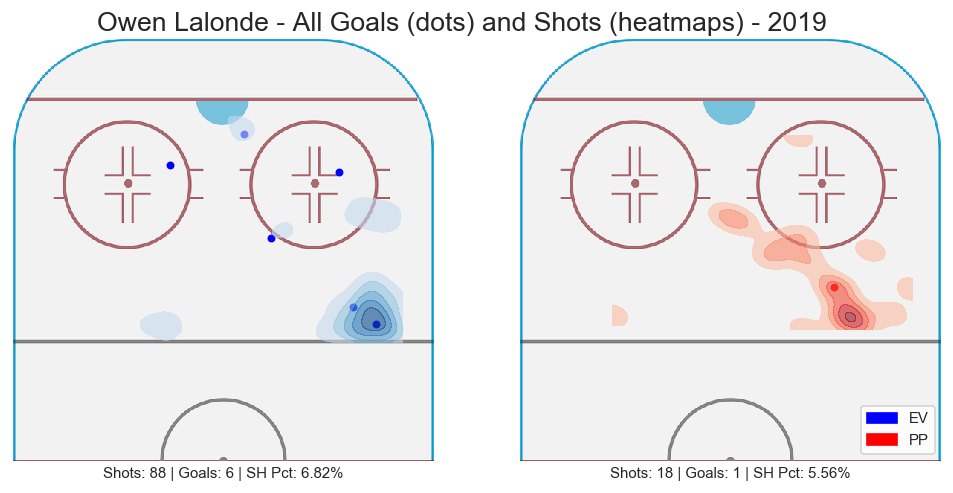 Owen Lalonde - All Goals (dots) and Shots (heatmaps) - 2019
EV
PP
Shots: 88 | Goals: 6 | SH Pct: 6.82%
Shots: 18 | Goals: 1 | SH Pct: 5.56%